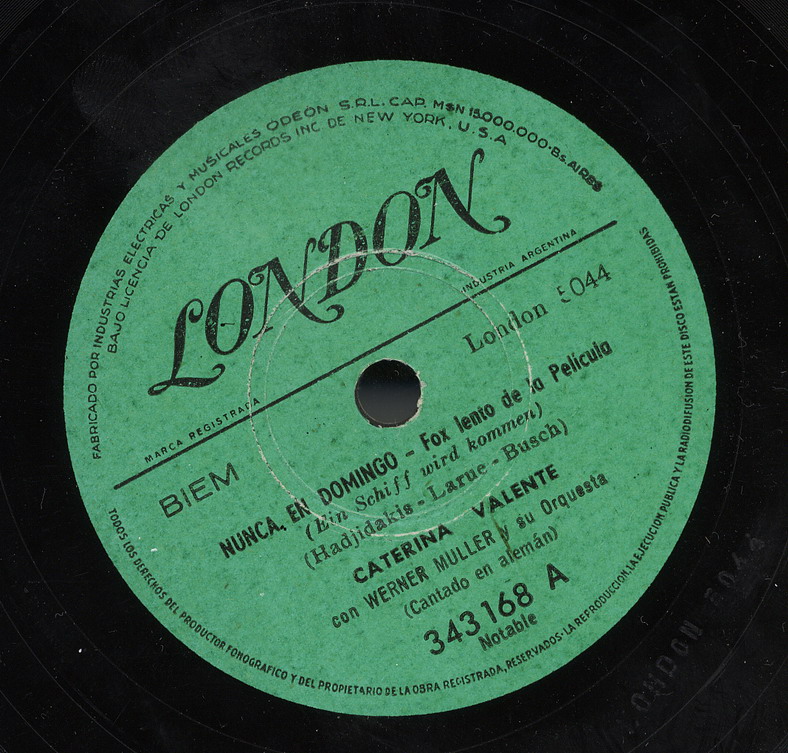 FABRICADO POR INDUSTRIAS ELECTRICAS Y MUSICALES ODEON S.R.L. CAP. M$N 15.000.000-Bs. AIRES
BAJO LICENCIA DE LONDON RECORDS INC DE NEW YORK. U.S.A
LONDON
MARCA REGISTRADA
INDUSTRIA ARGENTINA
BIEM
London 5044
NUNCA, EN DOMINGO - Fox lento de la Película
(Ein Schiff wird kommen)
(Hadjidakis - Larue - Busch)
CATERINA VALENTE
con WERNER MULLER y su Orquesta
(Cantado en alemán)
343168 A
Notable
TODOS LOS DERECHOS DEL PRODUCTOR FONOGRAFICO Y DEL PROPIETARIO DE LA OBRA REGISTRADA, RESERVADOS-LA REPRODUCCION, LA EJECUCION PUBLICA Y LA RADIODIFUSION DE ESTE DISCO ESTAN PROHIBIDAS
LONDON 5044